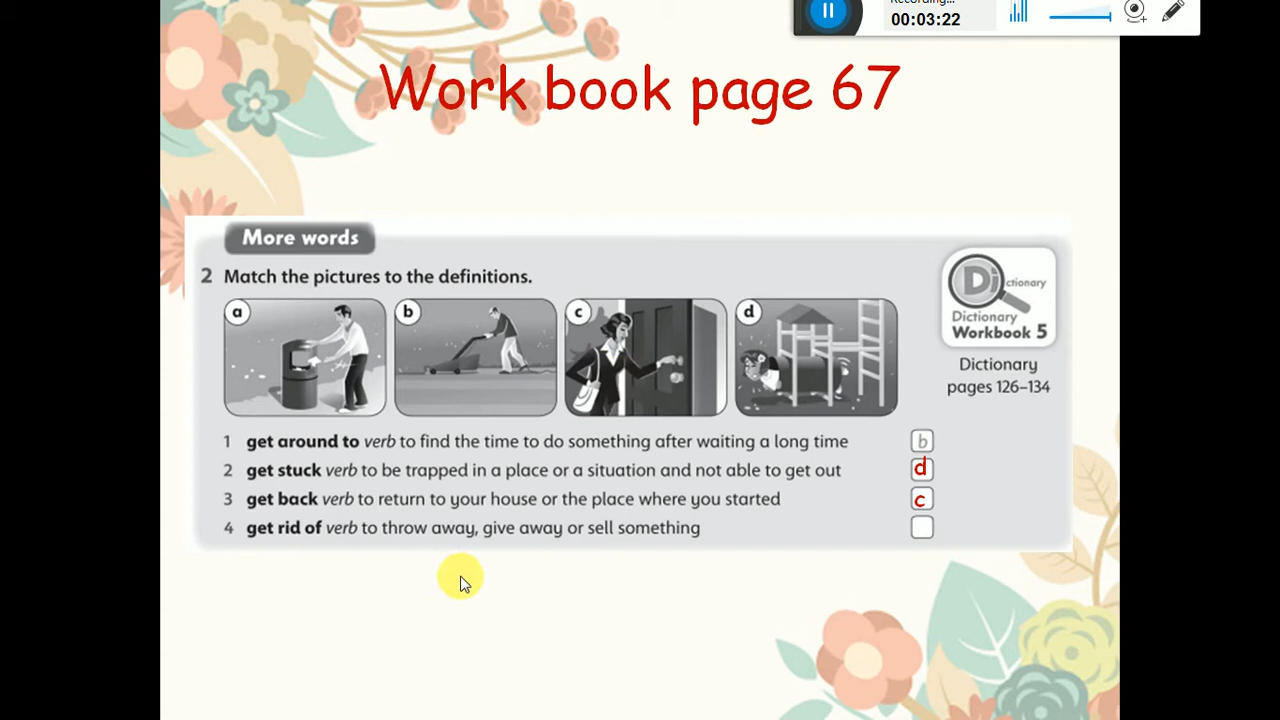 Recording...
00:03:22
Work book page 67
More words
2 Match the pictures to the definitions.
a b c d
Dictionary
Dictionary
Workbook 5
Dictionary
pages 126–134
1 get around to verb to find the time to do something after waiting a long time b
2 get stuck verb to be trapped in a place or a situation and not able to get out d
3 get back verb to return to your house or the place where you started c
4 get rid of verb to throw away, give away or sell something